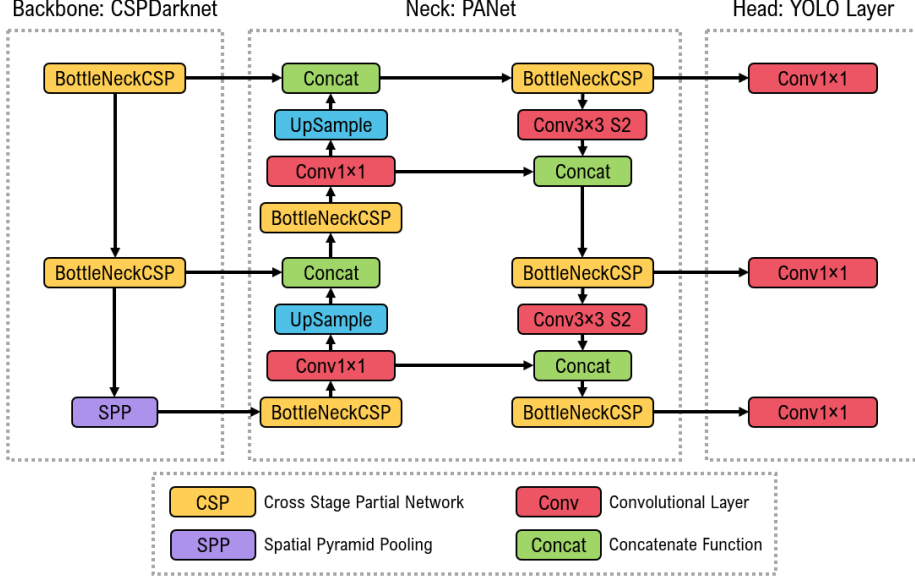 Backbone: CSPDarknet
Neck: PANet
Head: YOLO Layer
BottleNeckCSP
Concat
BottleNeckCSP
Conv1×1
UpSample
Conv3×3 S2
Conv1×1
Concat
BottleNeckCSP
BottleNeckCSP
Concat
BottleNeckCSP
Conv1×1
UpSample
Conv3×3 S2
Conv1×1
Concat
SPP
BottleNeckCSP
BottleNeckCSP
Conv1×1
CSP
Cross Stage Partial Network
Conv
Convolutional Layer
SPP
Spatial Pyramid Pooling
Concat
Concatenate Function